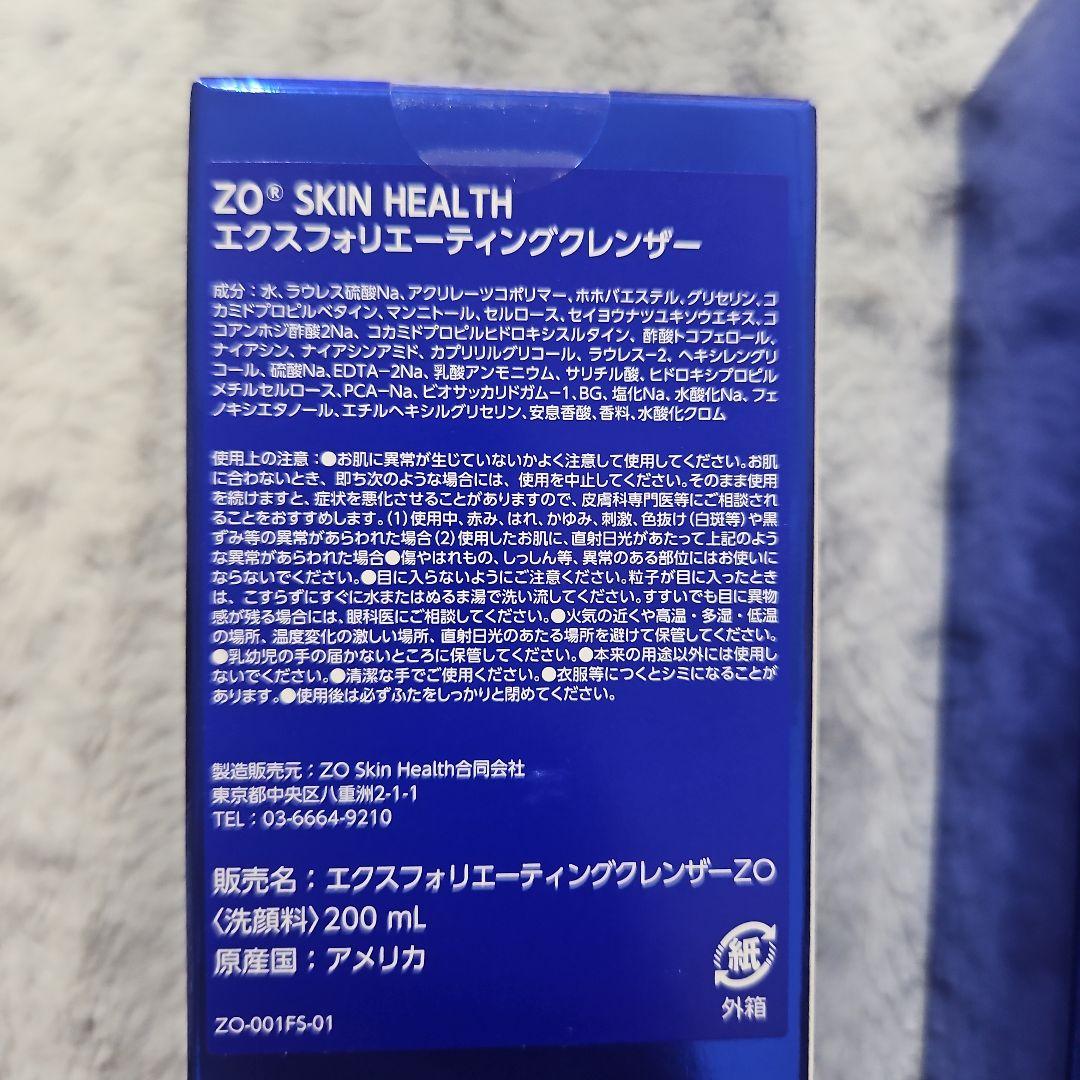 ZO® SKIN HEALTH
エクスフォリエーティングクレンザー
成分：水、ラウレス硫酸Na、アクリレーツコポリマー、ホホバエステル、グリセリン、コ
カミドプロピルベタイン、マンニトール、セルロース、セイヨウナツユキソウエキス、コ
コアンホジ酢酸2Na、コカミドプロピルヒドロキシスルタイン、酢酸トコフェロール、
ナイアシン、ナイアシンアミド、カプリリルグリコール、ラウレス-2、ヘキシレングリ
コール、硫酸Na、EDTA-2Na、乳酸アンモニウム、サリチル酸、ヒドロキシプロピル
メチルセルロース、PCA-Na、ビオサッカリドガム-1、BG、塩化Na、水酸化Na、フェ
ノキシエタノール、エチルヘキシルグリセリン、安息香酸、香料、水酸化クロム
使用上の注意：●お肌に異常が生じていないかよく注意して使用してください。お肌
に合わないとき、即ち次のような場合には、使用を中止してください。そのまま使用
を続けますと、症状を悪化させることがありますので、皮膚科専門医等にご相談され
ることをおすすめします。(1)使用中、赤み、はれ、かゆみ、刺激、色抜け(白斑等)や黒
ずみ等の異常があらわれた場合(2)使用したお肌に、直射日光があたって上記のよう
な異常があらわれた場合●傷やはれもの、しっしん等、異常のある部位にはお使いに
ならないでください。●目に入らないようにご注意ください。粒子が目に入ったとき
は、こすらずにすぐに水またはぬるま湯で洗い流してください。すすいでも目に異物
感が残る場合には、眼科医にご相談してください。●火気の近くや高温・多湿・低温
の場所、温度変化の激しい場所、直射日光のあたる場所を避けて保管してください。
●乳幼児の手の届かないところに保管してください。●本来の用途以外には使用し
ないでください。●清潔な手でご使用ください。●衣服等につくとシミになることが
あります。●使用後は必ずふたをしっかりと閉めてください。
製造販売元：ZO Skin Health合同会社
東京都中央区八重洲2-1-1
TEL：03-6664-9210
販売名：エクスフォリエーティングクレンザーZO
〈洗顔料〉200 mL
原産国：アメリカ
紙
外箱
ZO-001FS-01